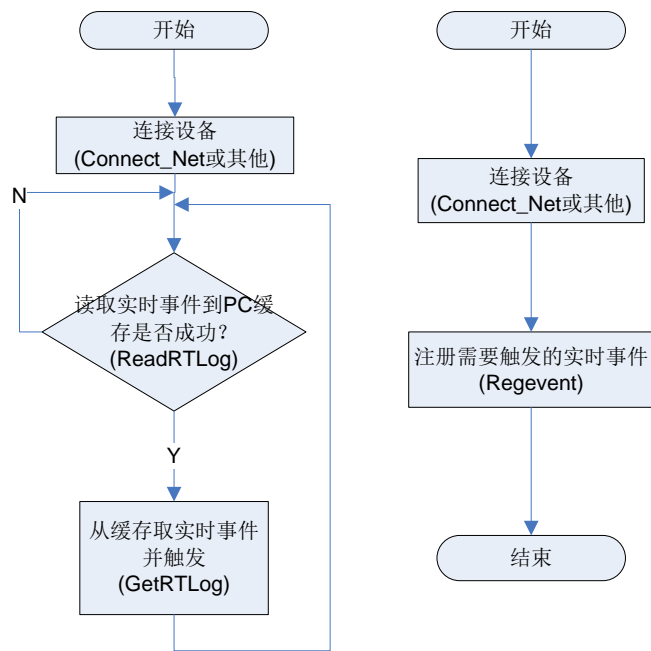 开始
连接设备
(Connect_Net或其他)
N
读取实时事件到PC缓
存是否成功?
(ReadRTLog)
Y
从缓存取实时事件
并触发
(GetRTLog)
开始
连接设备
(Connect_Net或其他)
注册需要触发的实时事件
(Regevent)
结束